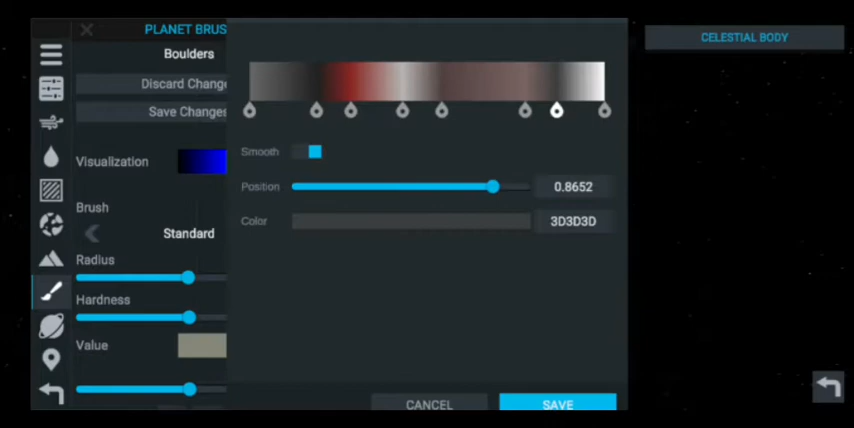 PLANET BRUS
CELESTIAL BODY
Boulders
Discard Change
Save Changes
Smooth
Visualization
Position
0.8652
Brush
Color
3D3D3D
Standard
Radius
Hardness
Value
CANCEL
SAVE